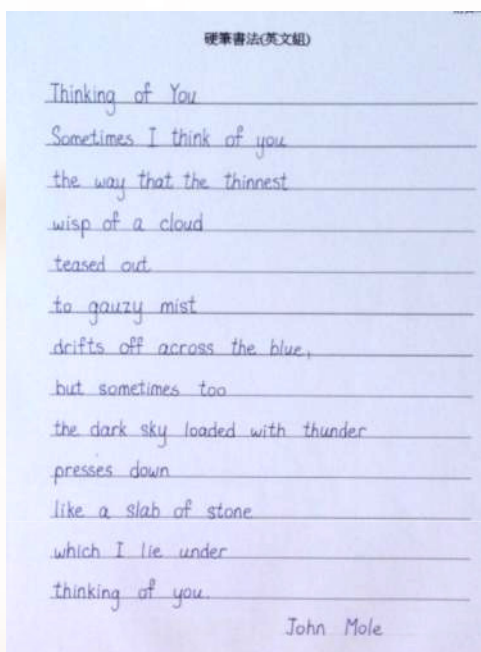 硬筆書法(英文組)
Thinking of You
Sometimes I think of you
the way that the thinnest
wisp of a cloud
teased out
to gauzy mist
drifts off across the blue,
but sometimes too
the dark sky loaded with thunder
presses down
like a slab of stone
which I lie under
thinking of you.
John Mole